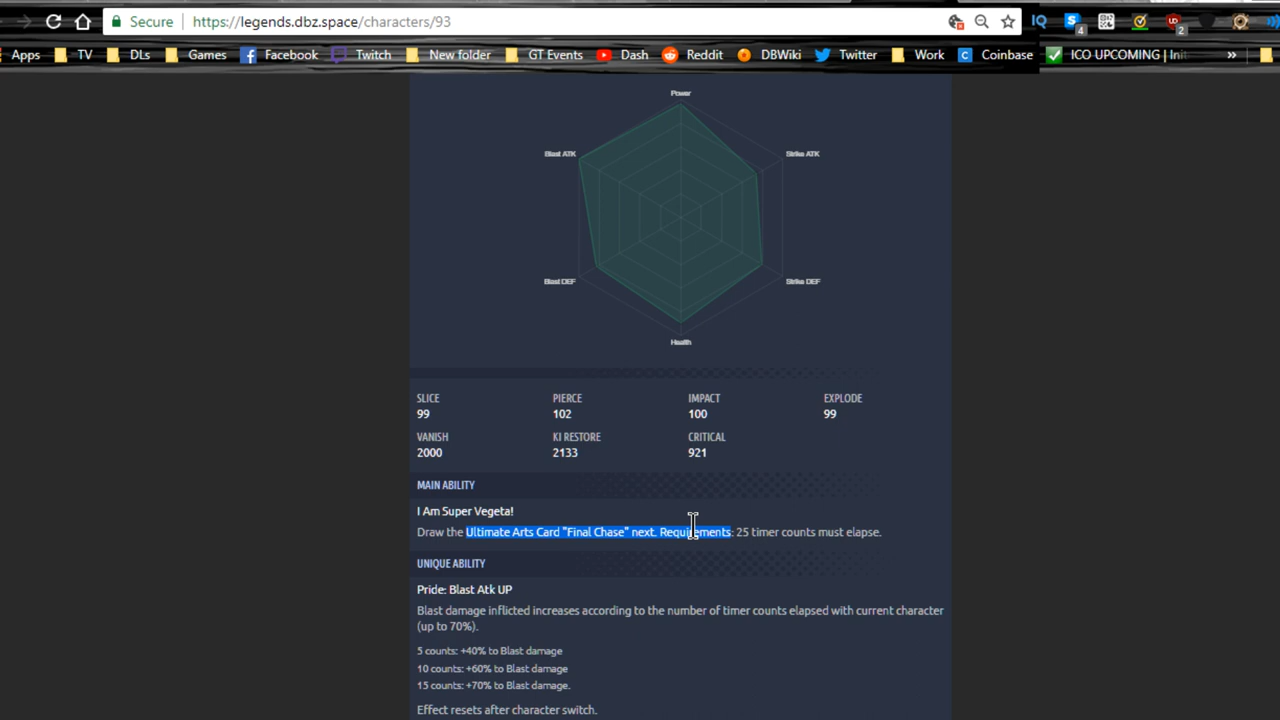 Secure https://legends.dbz.space/characters/93
IQ 4 2
Apps TV DLs Games Facebook Twitch New folder GT Events Dash Reddit DBWiki Twitter Work Coinbase ICO UPCOMING | Init »
Power
Blast ATK Strike ATK
Blast DEF Strike DEF
Health
SLICE PIERCE IMPACT EXPLODE
99 102 100 99
VANISH KI RESTORE CRITICAL
2000 2133 921
MAIN ABILITY
I Am Super Vegeta!
Draw the Ultimate Arts Card "Final Chase" next. Requirements: 25 timer counts must elapse.
UNIQUE ABILITY
Pride: Blast Atk UP
Blast damage inflicted increases according to the number of timer counts elapsed with current character
(up to 70%).
5 counts: +40% to Blast damage
10 counts: +60% to Blast damage
15 counts: +70% to Blast damage.
Effect resets after character switch.